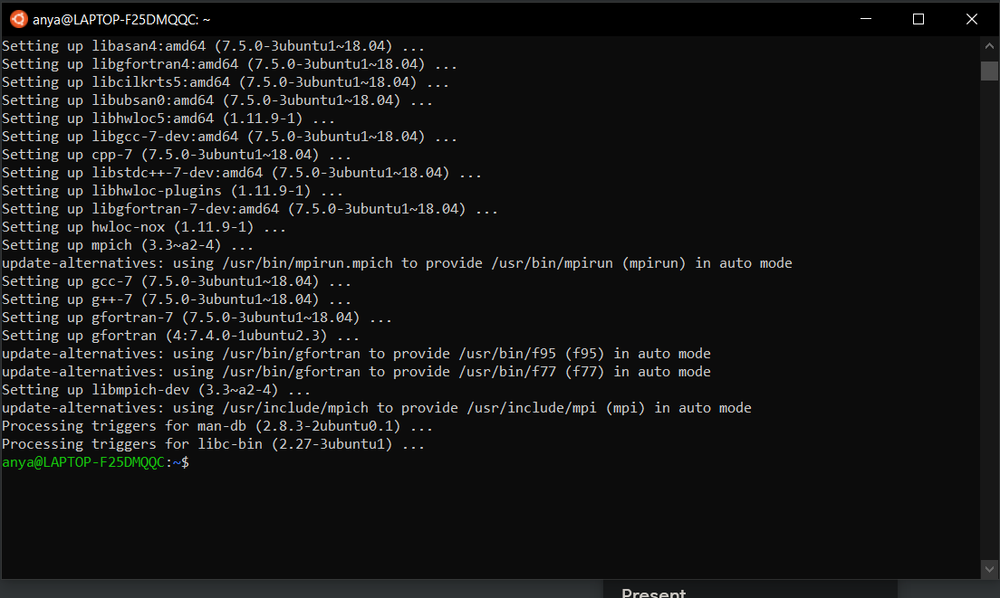 anya@LAPTOP-F25DMQQC: ~
Setting up libasan4:amd64 (7.5.0-3ubuntu1~18.04) ...
Setting up libgfortran4:amd64 (7.5.0-3ubuntu1~18.04) ...
Setting up libcilkrts5:amd64 (7.5.0-3ubuntu1~18.04) ...
Setting up libubsan0:amd64 (7.5.0-3ubuntu1~18.04) ...
Setting up libhwloc5:amd64 (1.11.9-1) ...
Setting up libgcc-7-dev:amd64 (7.5.0-3ubuntu1~18.04) ...
Setting up cpp-7 (7.5.0-3ubuntu1~18.04) ...
Setting up libstdc++-7-dev:amd64 (7.5.0-3ubuntu1~18.04) ...
Setting up libhwloc-plugins (1.11.9-1) ...
Setting up libgfortran-7-dev:amd64 (7.5.0-3ubuntu1~18.04) ...
Setting up hwloc-nox (1.11.9-1) ...
Setting up mpich (3.3~a2-4) ...
update-alternatives: using /usr/bin/mpirun.mpich to provide /usr/bin/mpirun (mpirun) in auto mode
Setting up gcc-7 (7.5.0-3ubuntu1~18.04) ...
Setting up g++-7 (7.5.0-3ubuntu1~18.04) ...
Setting up gfortran-7 (7.5.0-3ubuntu1~18.04) ...
Setting up gfortran (4:7.4.0-1ubuntu2.3) ...
update-alternatives: using /usr/bin/gfortran to provide /usr/bin/f95 (f95) in auto mode
update-alternatives: using /usr/bin/gfortran to provide /usr/bin/f77 (f77) in auto mode
Setting up libmpich-dev (3.3~a2-4) ...
update-alternatives: using /usr/include/mpich to provide /usr/include/mpi (mpi) in auto mode
Processing triggers for man-db (2.8.3-2ubuntu0.1) ...
Processing triggers for libc-bin (2.27-3ubuntu1) ...
anya@LAPTOP-F25DMQQC:~$
Present